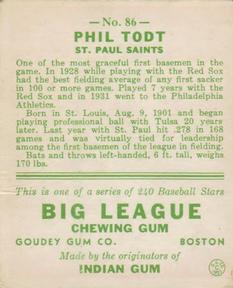 — No. 86 —
PHIL TODT
ST. PAUL SAINTS
One of the most graceful first basemen in the
game. In 1928 while playing with the Red Sox
had the best fielding average of any first sacker
in 100 or more games. Played 7 years with the
Red Sox and in 1931 went to the Philadelphia
Athletics.
Born in St. Louis, Aug. 9, 1901 and began
playing professional ball with Tulsa 20 years
later. Last year with St. Paul hit .278 in 168
games and was virtually tied for leadership
among the first basemen of the league in fielding.
Bats and throws left-handed, 6 ft. tall, weighs
170 lbs.
This is one of a series of 240 Baseball Stars
BIG LEAGUE
CHEWING GUM
GOUDEY GUM CO. BOSTON
Made by the originators of
INDIAN GUM